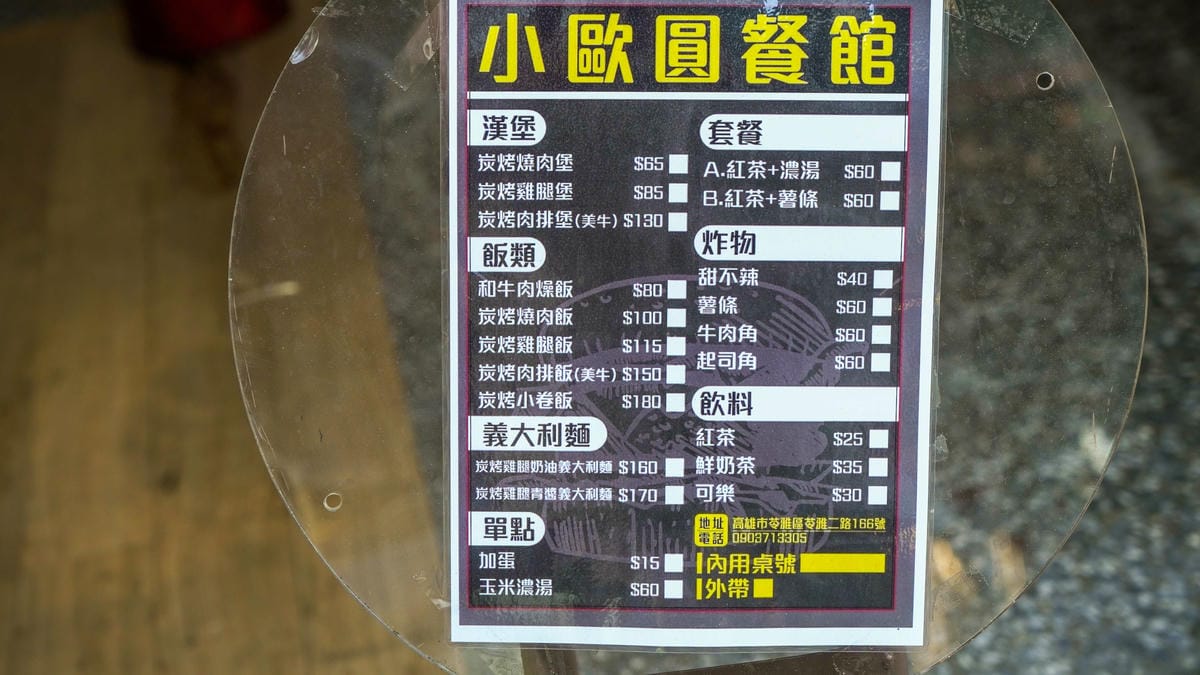 小歐圓餐館
漢堡
炭烤燒肉堡 $65
炭烤雞腿堡 $85
炭烤肉排堡(美牛) $130
飯類
和牛肉燥飯 $80
炭烤燒肉飯 $100
炭烤雞腿飯 $115
炭烤肉排飯(美牛) $150
炭烤小卷飯 $180
義大利麵
炭烤雞腿奶油義大利麵 $160
炭烤雞腿青醬義大利麵 $170
單點
加蛋 $15
玉米濃湯 $60
套餐
A.紅茶+濃湯 $60
B.紅茶+薯條 $60
炸物
甜不辣 $40
薯條 $60
牛肉角 $60
起司角 $60
飲料
紅茶 $25
鮮奶茶 $35
可樂 $30
地址 高雄市苓雅區苓雅二路166號
電話 0903713305
內用桌號
外帶